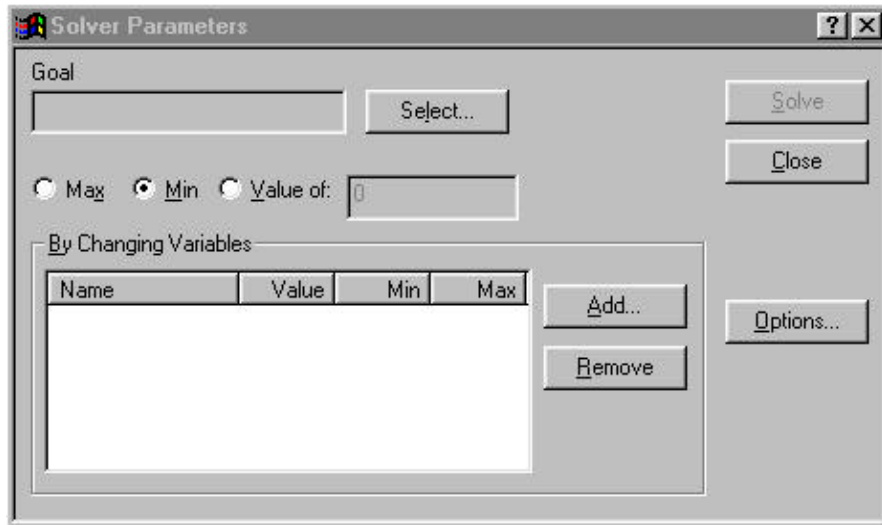 Solver Parameters
Goal
Select...
Solve
Close
Max Min Value of: 0
By Changing Variables
Name Value Min Max
Add...
Remove
Options...